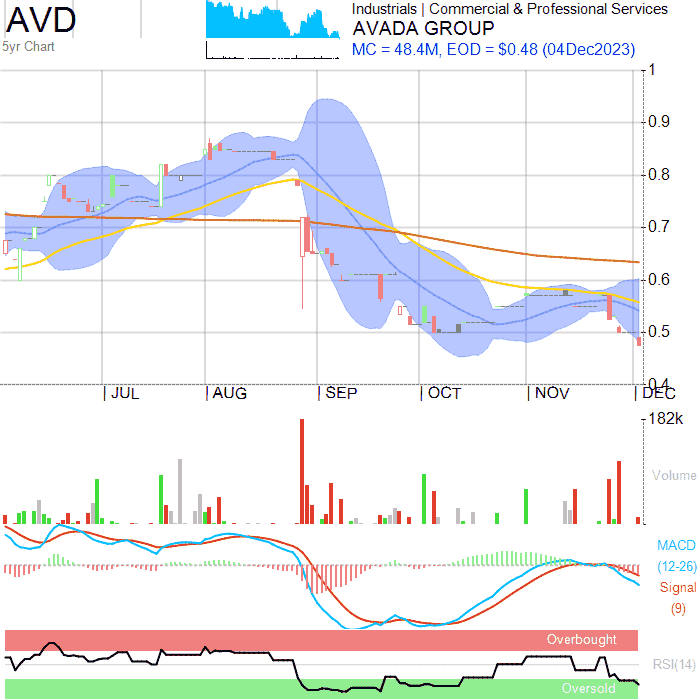 AVD
5yr Chart
Industrials | Commercial & Professional Services
AVADA GROUP
MC = 48.4M, EOD = $0.48 (04Dec2023)
1
0.9
0.8
0.7
0.6
0.5
0.4
JUL AUG SEP OCT NOV DEC
182k
Volume
MACD
(12-26)
Signal
(9)
Overbought
RSI(14)
Oversold